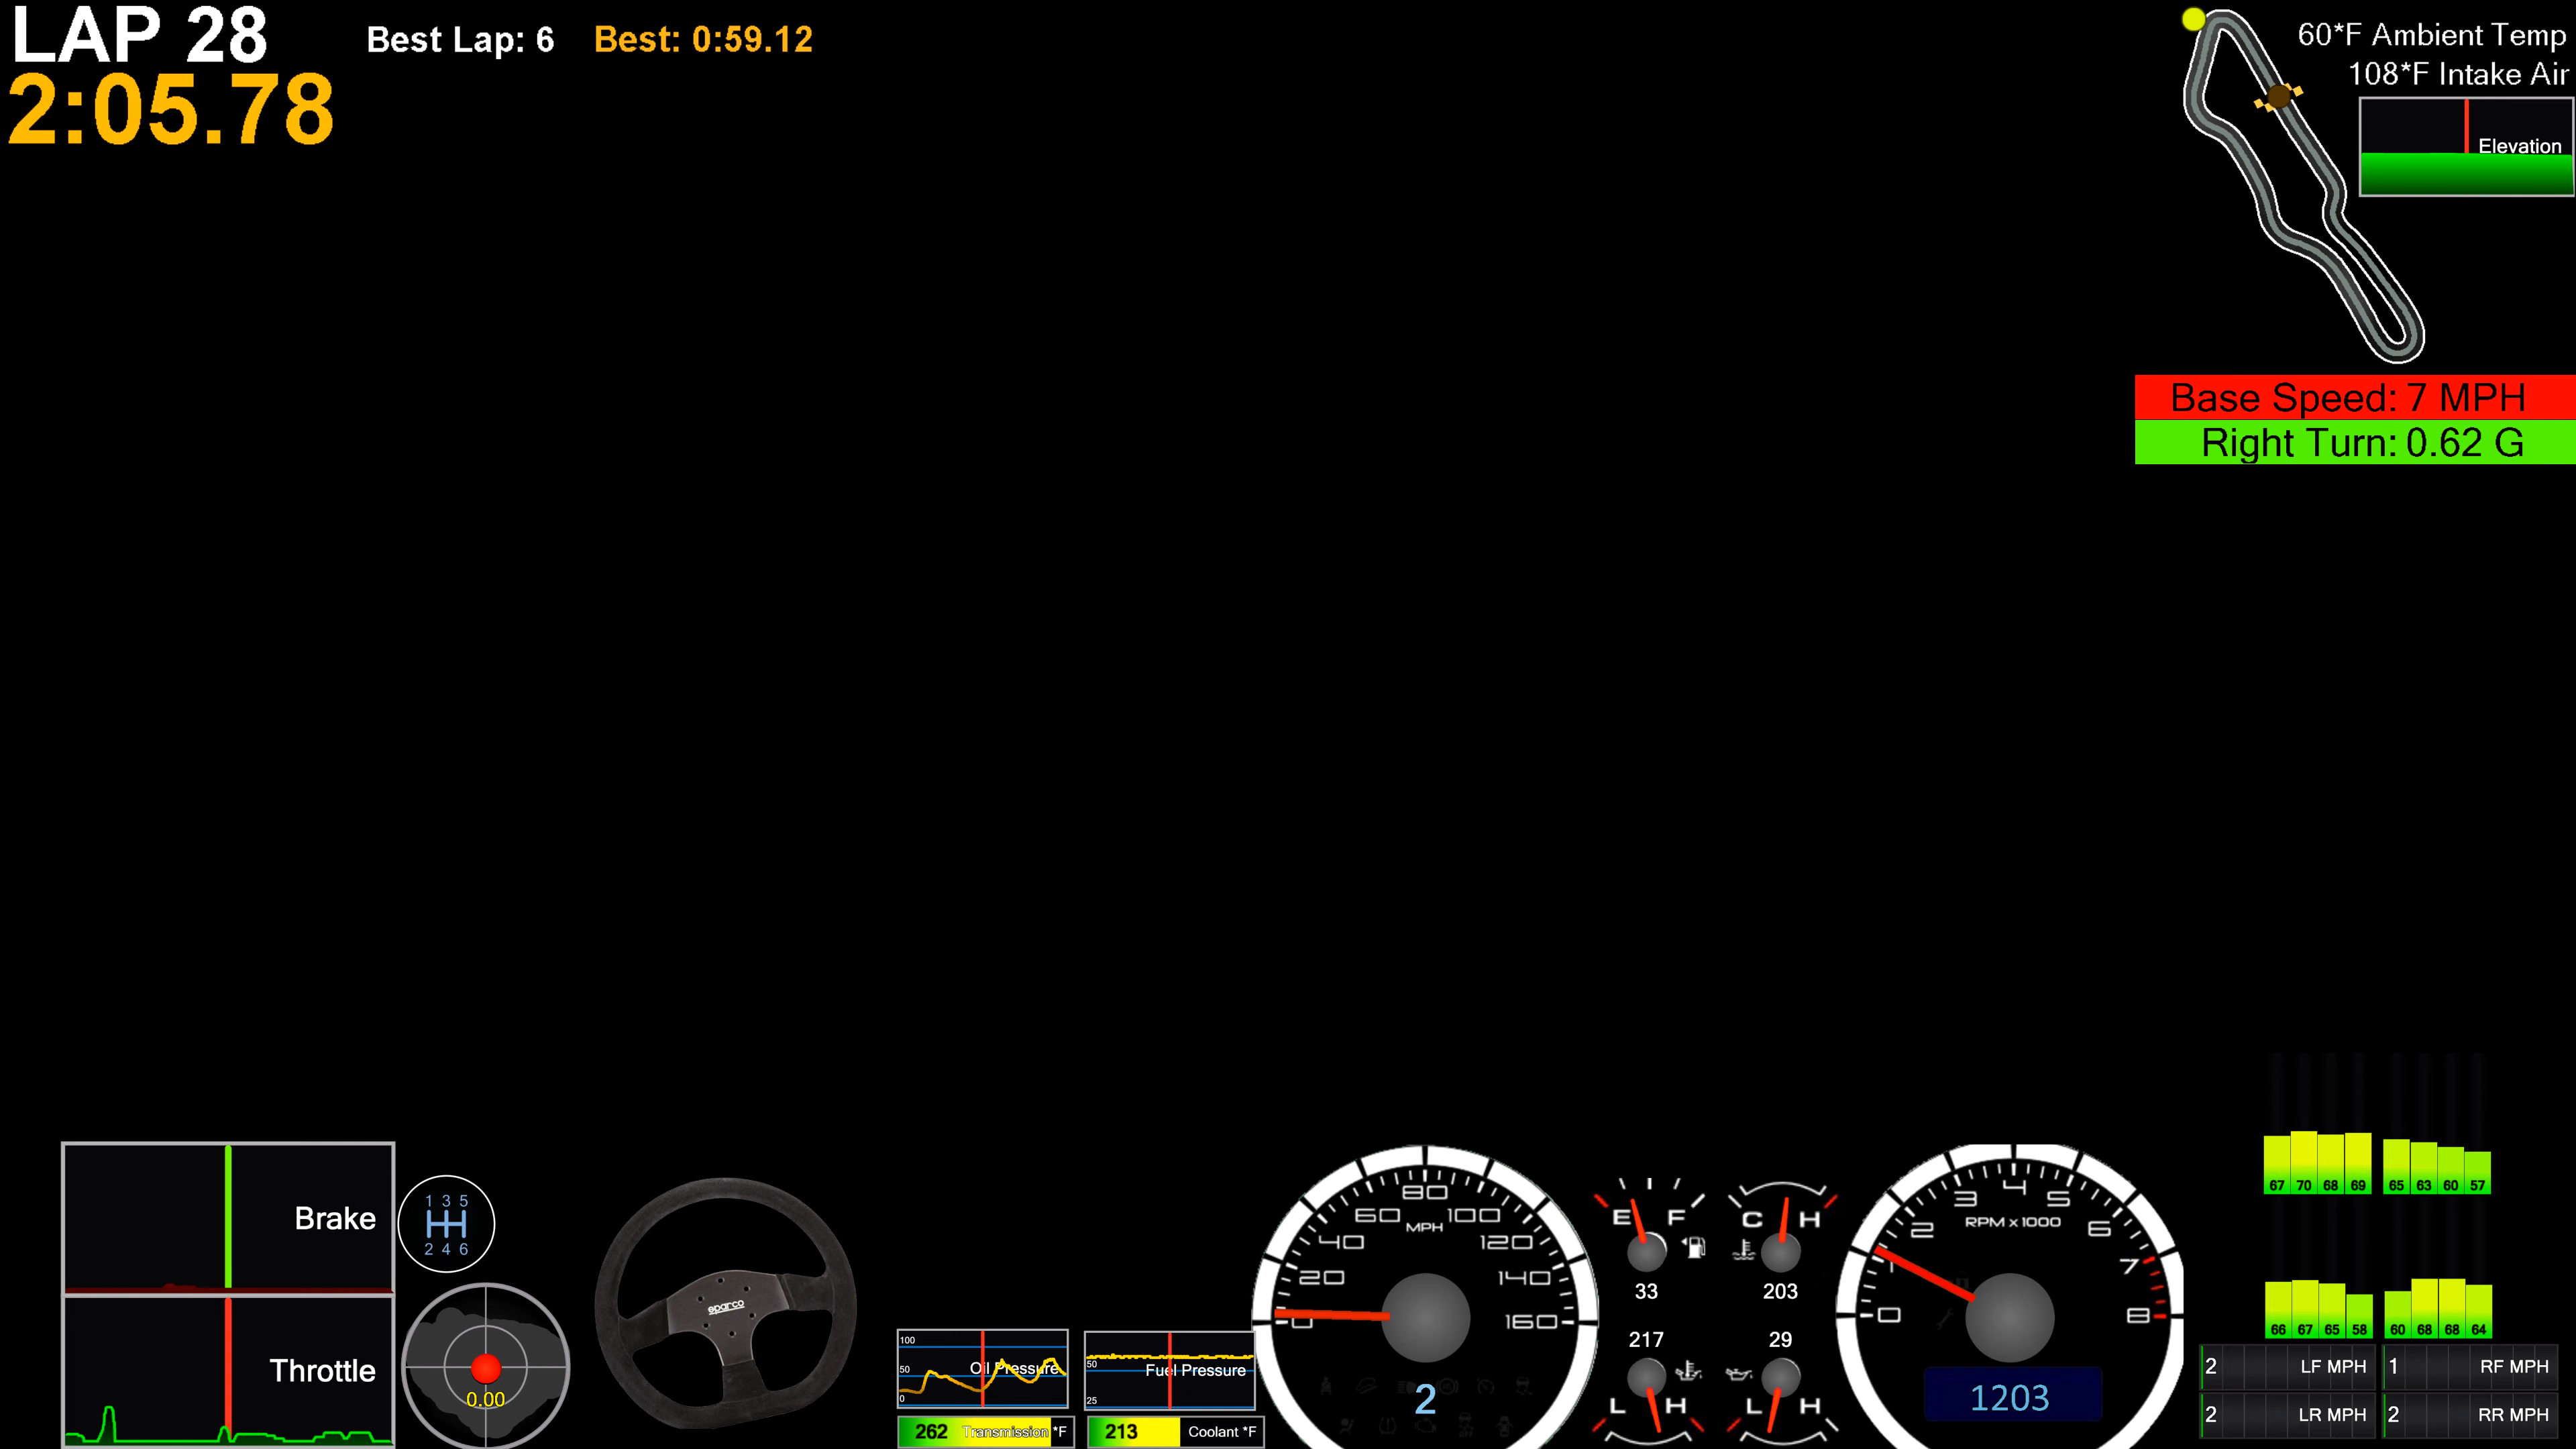 LAP 28
2:05.78
Best Lap: 6
Best: 0:59.12
60*F Ambient Temp
108*F Intake Air
Elevation
Base Speed: 7 MPH
Right Turn: 0.62 G
Brake
Throttle
1 3 5
2 4 6
0.00
sparco
100
50
0
Oil Pressure
50
25
Fuel Pressure
262 Transmission *F
213 Coolant *F
0 20 40 60 80 100 120 140 160
MPH
2
E F
33
C H
203
217
L H
29
L H
0 1 2 3 4 5 6 7 8
RPM x 1000
1203
67 70 68 69 65 63 60 57
66 67 65 58 60 68 68 64
2 LF MPH
1 RF MPH
2 LR MPH
2 RR MPH